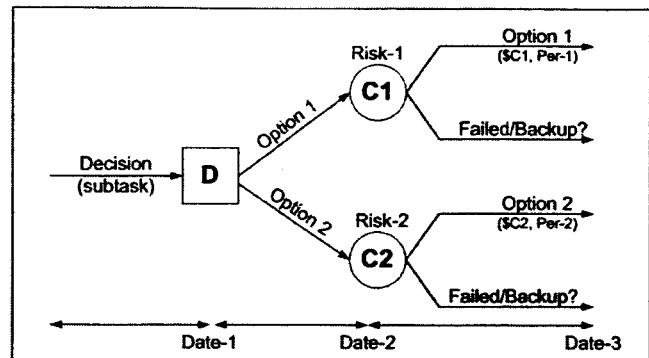 Option 1
($C1, Per-1)
Risk-1
C1
Option 1
Failed/Backup?
Decision
(subtask)
D
Option 2
Risk-2
C2
Option 2
($C2, Per-2)
Failed/Backup?
Date-1
Date-2
Date-3